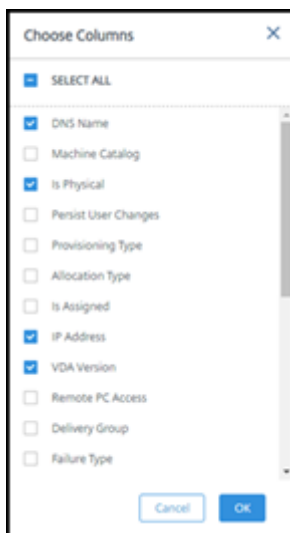 Choose Columns
SELECT ALL
DNS Name
Machine Catalog
Is Physical
Persist User Changes
Provisioning Type
Allocation Type
Is Assigned
IP Address
VDA Version
Remote PC Access
Delivery Group
Failure Type
Cancel
OK